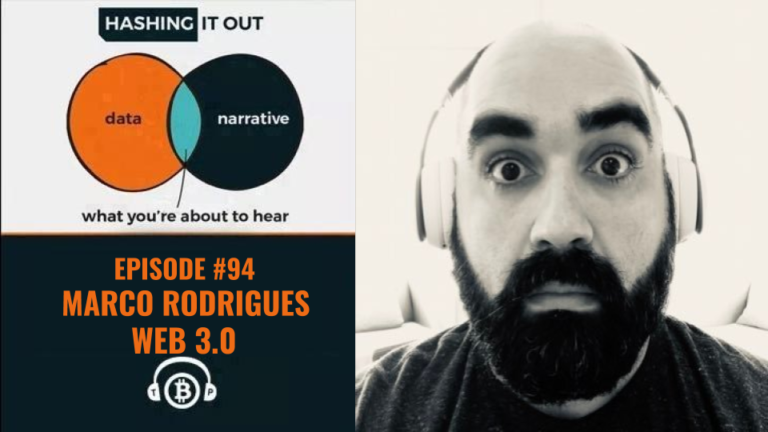 HASHING IT OUT
data
narrative
what you're about to hear
EPISODE #94
MARCO RODRIGUES
WEB 3.0
T ₿ P